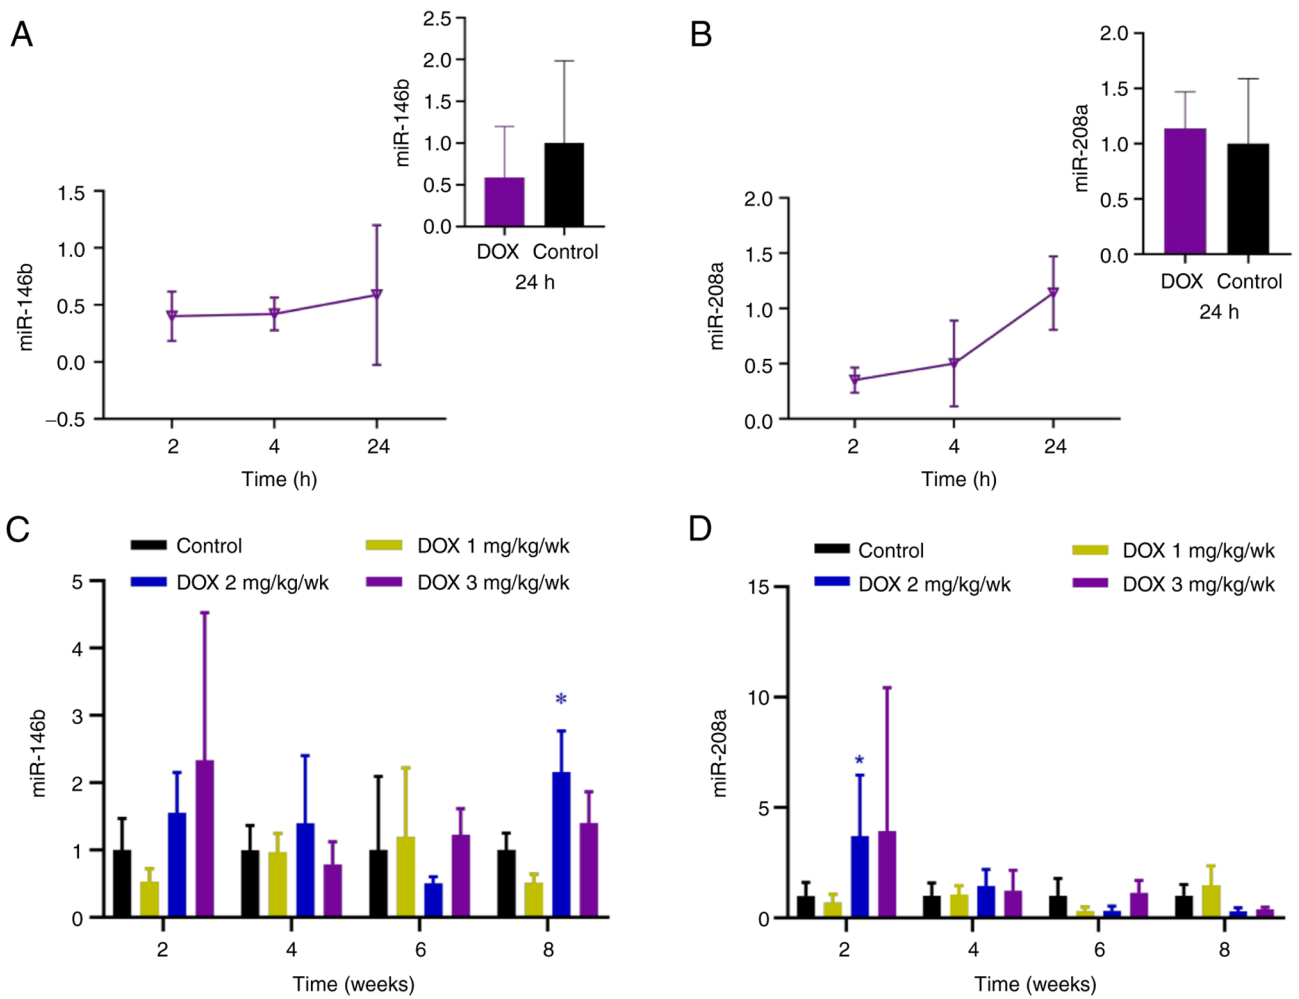 A
miR-146b
1.5
1.0
0.5
0.0
−0.5
2 4 24
Time (h)
miR-146b
2.5
2.0
1.5
1.0
0.5
0.0
DOX Control
24 h
B
miR-208a
2.0
1.5
1.0
0.5
0.0
2 4 24
Time (h)
miR-208a
2.0
1.5
1.0
0.5
0.0
DOX Control
24 h
C
Control DOX 1 mg/kg/wk
DOX 2 mg/kg/wk DOX 3 mg/kg/wk
miR-146b
5
4
3
2
1
0
*
2 4 6 8
Time (weeks)
D
Control DOX 1 mg/kg/wk
DOX 2 mg/kg/wk DOX 3 mg/kg/wk
miR-208a
15
10
5
0
*
2 4 6 8
Time (weeks)